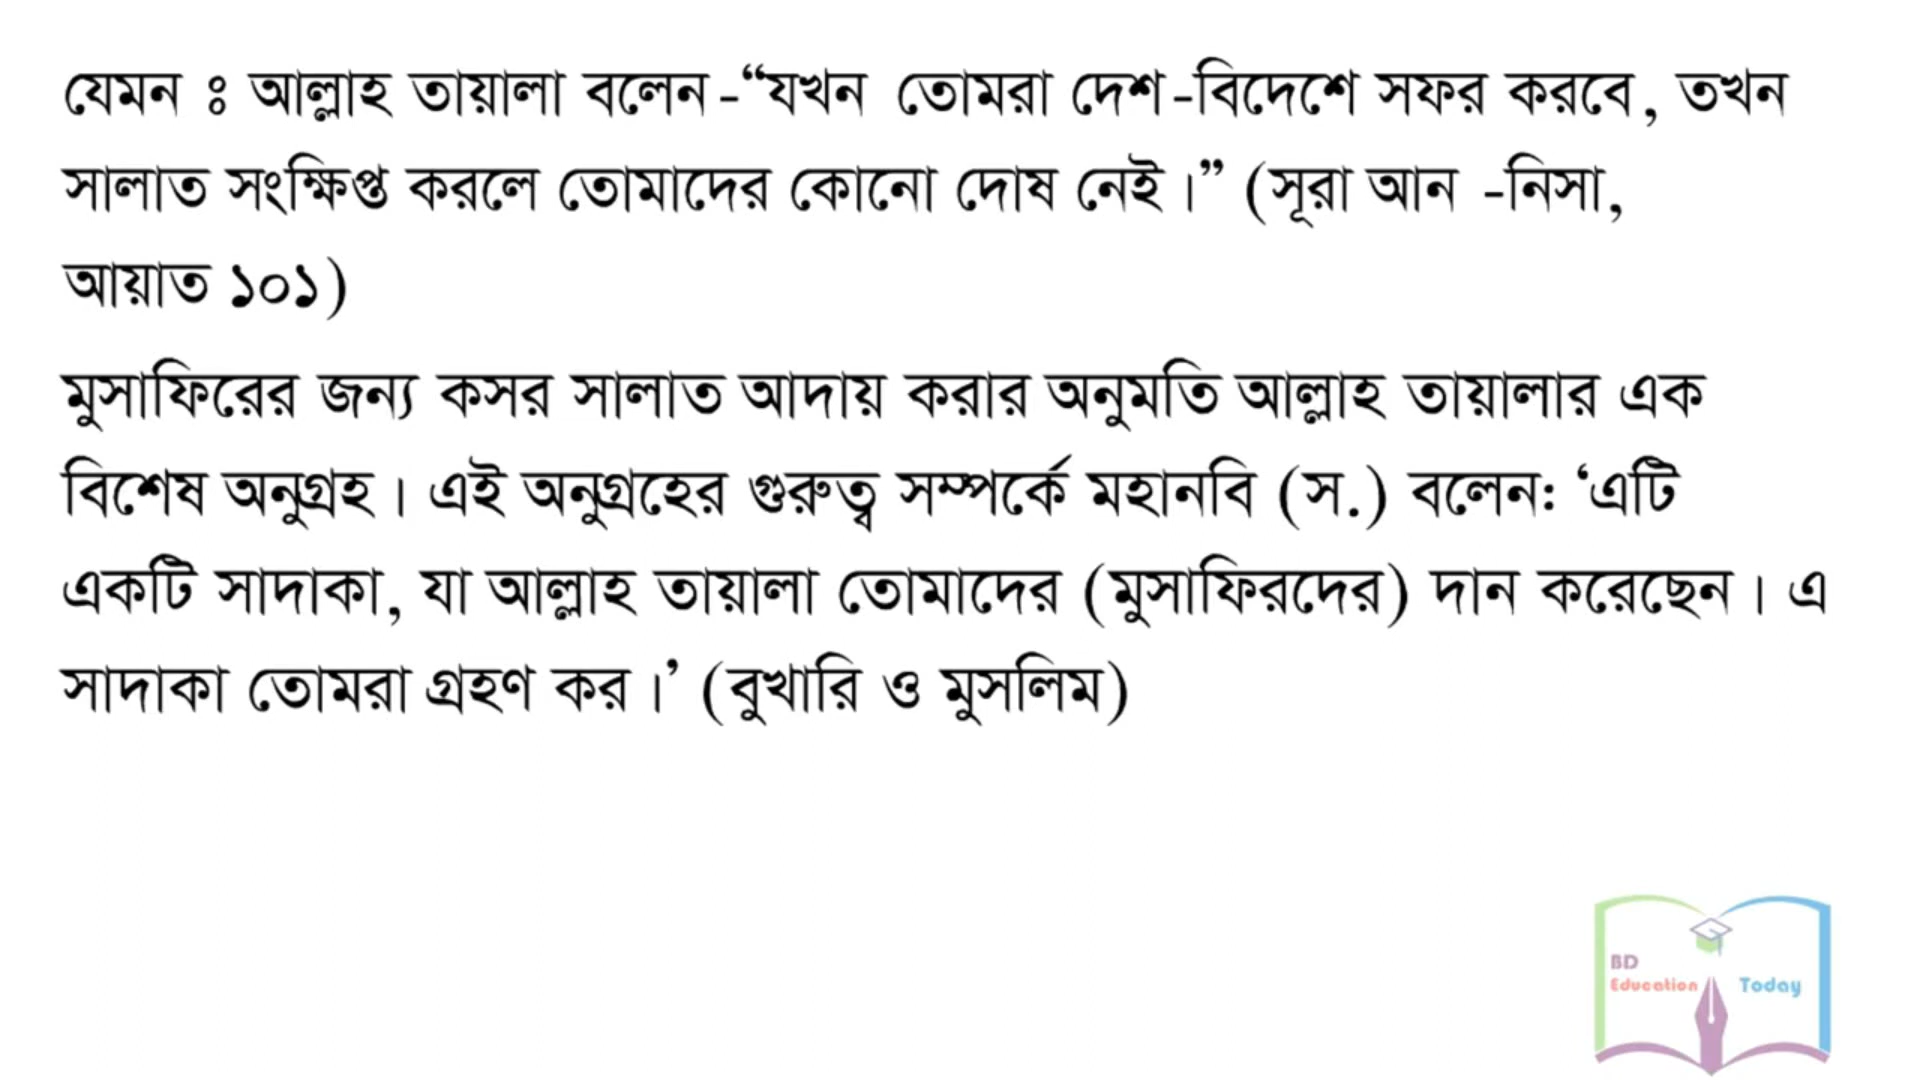 যেমন ঃ আল্লাহ তায়ালা বলেন -“যখন তোমরা দেশ -বিদেশে সফর করবে, তখন
সালাত সংক্ষিপ্ত করলে তোমাদের কোনো দোষ নেই।” (সূরা আন -নিসা,
আয়াত ১০১)
মুসাফিরের জন্য কসর সালাত আদায় করার অনুমতি আল্লাহ তায়ালার এক
বিশেষ অনুগ্রহ। এই অনুগ্রহের গুরুত্ব সম্পর্কে মহানবি (স.) বলেন: ‘এটি
একটি সাদাকা, যা আল্লাহ তায়ালা তোমাদের (মুসাফিরদের) দান করেছেন। এ
সাদাকা তোমরা গ্রহণ কর।’ (বুখারি ও মুসলিম)
BD
Education Today